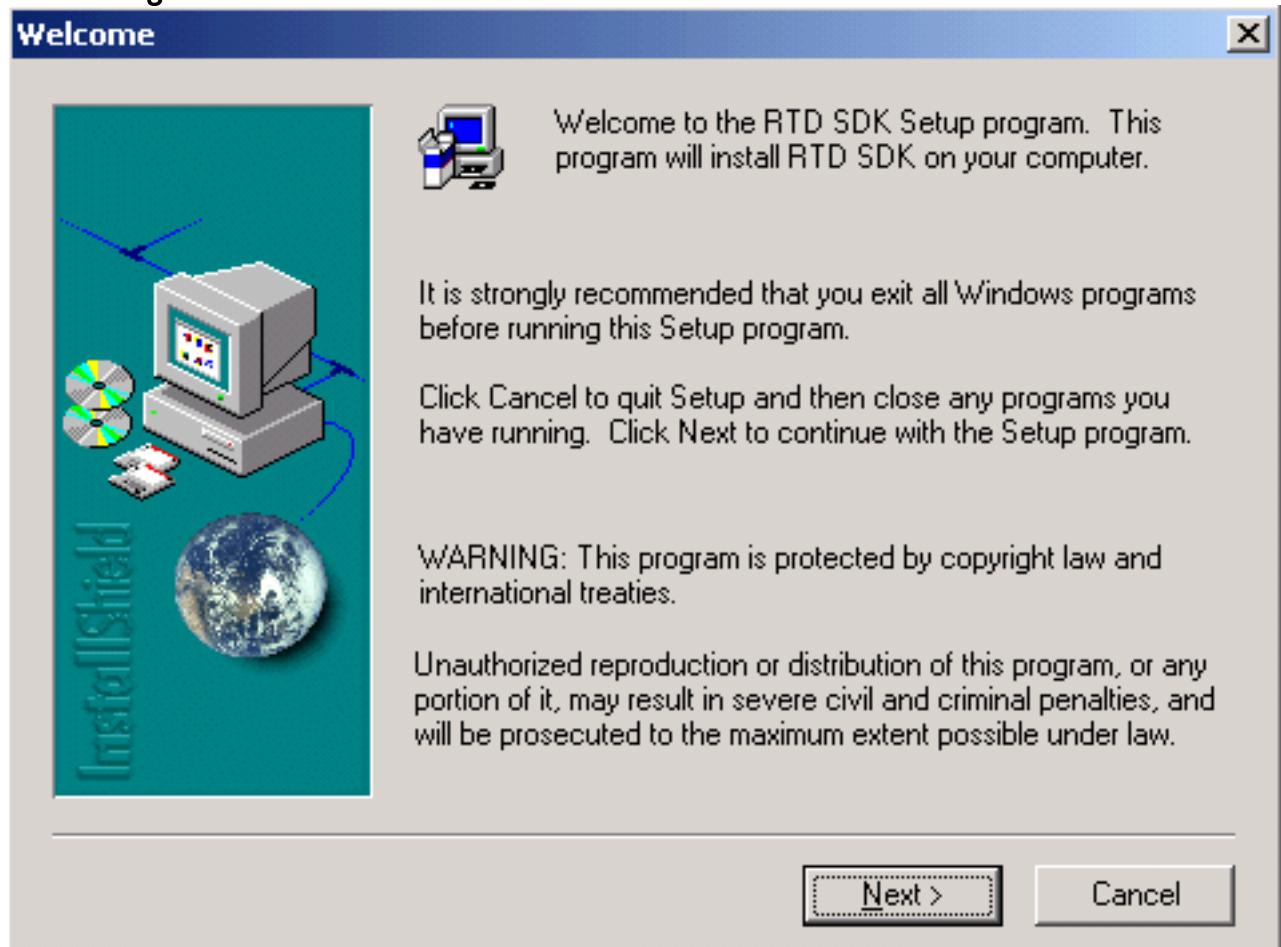 Welcome
Welcome to the RTD SDK Setup program. This
program will install RTD SDK on your computer.
It is strongly recommended that you exit all Windows programs
before running this Setup program.
Click Cancel to quit Setup and then close any programs you
have running. Click Next to continue with the Setup program.
WARNING: This program is protected by copyright law and
international treaties.
Unauthorized reproduction or distribution of this program, or any
portion of it, may result in severe civil and criminal penalties, and
will be prosecuted to the maximum extent possible under law.
InstallShield
Next >
Cancel